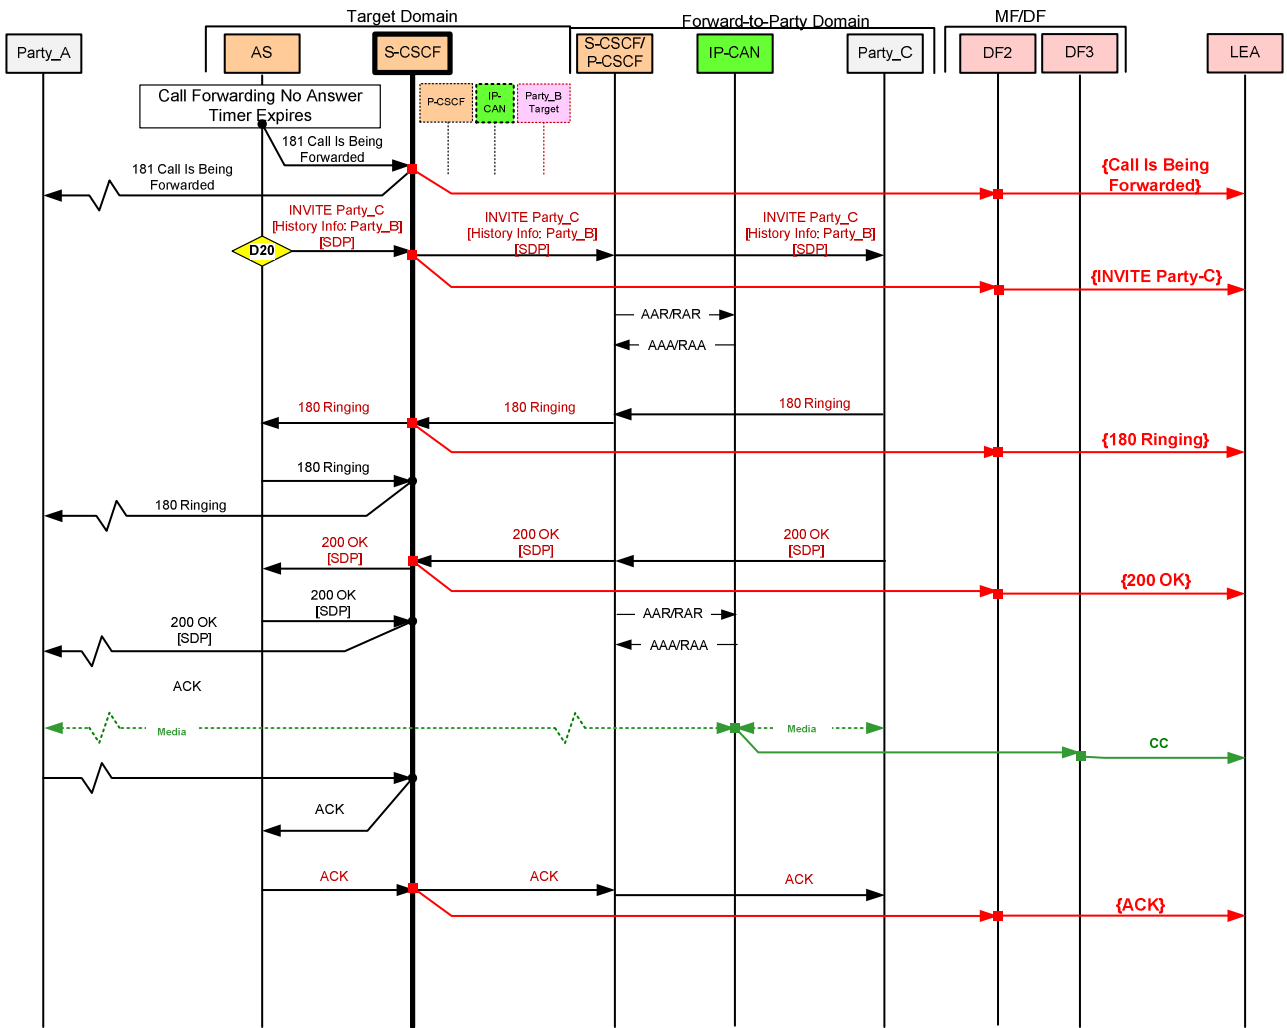 Target Domain
Forward-to-Party Domain
MF/DF
Party_A
AS
S-CSCF
S-CSCF/
P-CSCF
IP-CAN
Party_C
DF2
DF3
LEA
Call Forwarding No Answer
Timer Expires
P-CSCF
IP-
CAN
Party_B
Target
181 Call Is Being
Forwarded
181 Call Is Being
Forwarded
{Call Is Being
Forwarded}
INVITE Party_C
[History Info: Party_B]
[SDP]
INVITE Party_C
[History Info: Party_B]
[SDP]
INVITE Party_C
[History Info: Party_B]
[SDP]
D20
{INVITE Party-C}
AAR/RAR
AAA/RAA
180 Ringing
180 Ringing
180 Ringing
{180 Ringing}
180 Ringing
180 Ringing
200 OK
[SDP]
200 OK
[SDP]
200 OK
[SDP]
{200 OK}
200 OK
[SDP]
200 OK
[SDP]
AAR/RAR
AAA/RAA
ACK
Media
Media
CC
ACK
ACK
ACK
ACK
{ACK}